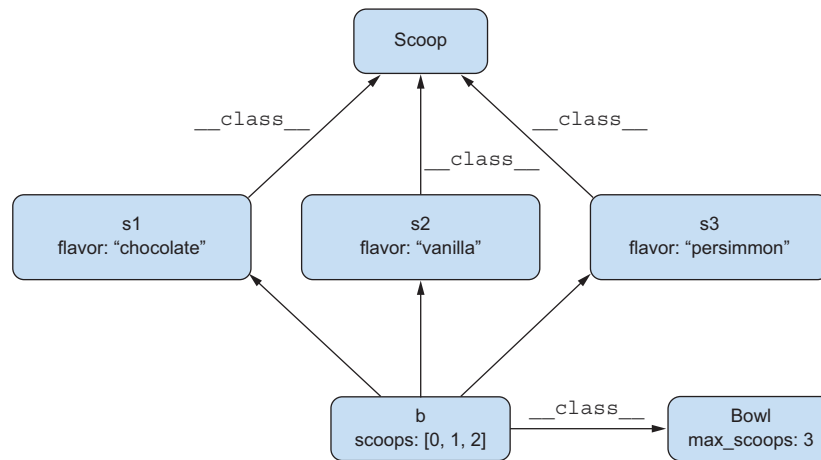 Scoop
__class__
__class__
__class__
s1
flavor: “chocolate”
s2
flavor: “vanilla”
s3
flavor: “persimmon”
b
scoops: [0, 1, 2]
__class__
Bowl
max_scoops: 3